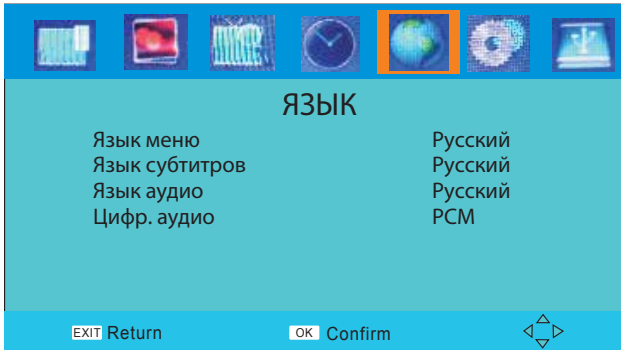 ЯЗЫК
Язык меню Русский
Язык субтитров Русский
Язык аудио Русский
Цифр. аудио PCM
EXIT Return OK Confirm